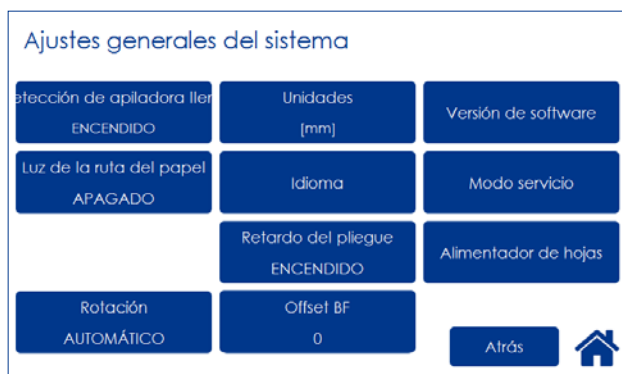 Ajustes generales del sistema
etección de apiladora ller
ENCENDIDO
Unidades
[mm]
Versión de software
Luz de la ruta del papel
APAGADO
Idioma
Modo servicio
Retardo del pliegue
ENCENDIDO
Alimentador de hojas
Rotación
AUTOMÁTICO
Offset BF
0
Atrás